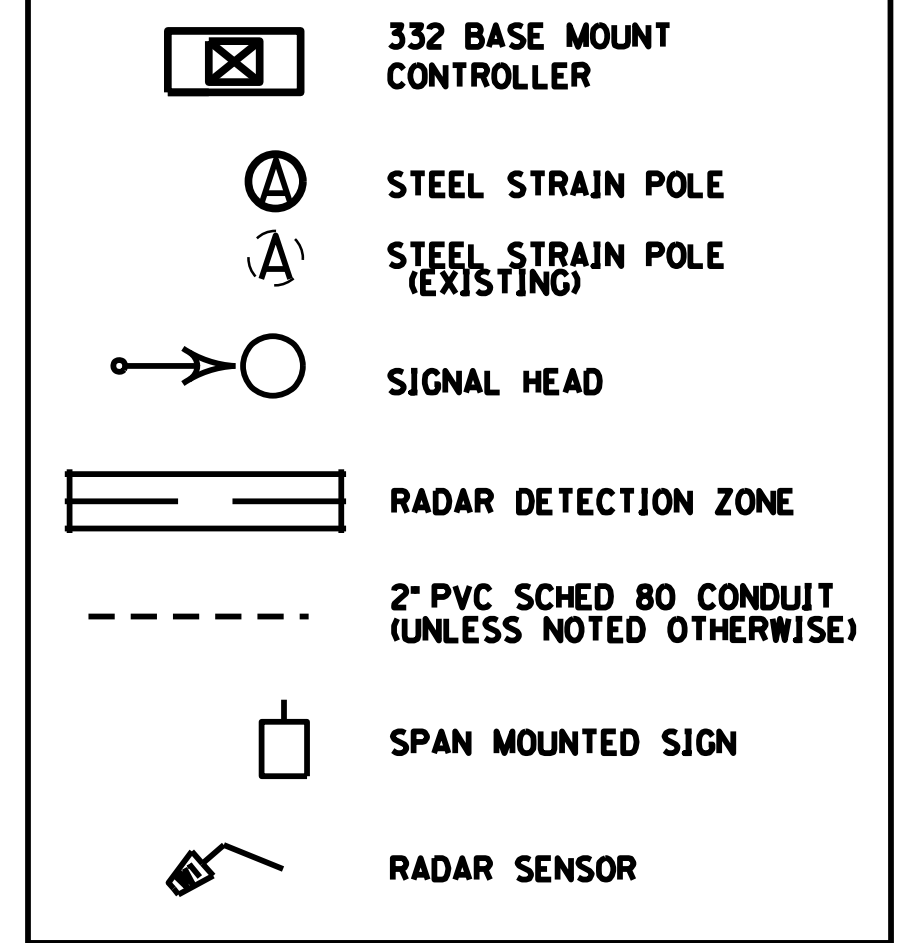 332 BASE MOUNT
CONTROLLER
A
STEEL STRAIN POLE
A
STEEL STRAIN POLE
(EXISTING)
SIGNAL HEAD
RADAR DETECTION ZONE
2" PVC SCHED 80 CONDUIT
(UNLESS NOTED OTHERWISE)
SPAN MOUNTED SIGN
RADAR SENSOR